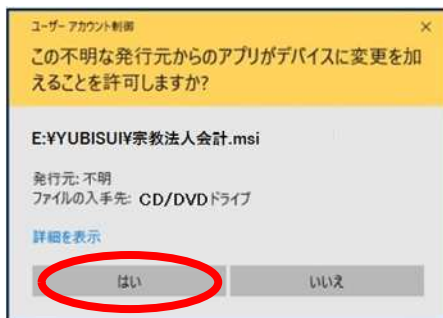 ユーザー アカウント制御
この不明な発行元からのアプリがデバイスに変更を加
えることを許可しますか?
E:¥YUBISUI¥宗教法人会計.msi
発行元: 不明
ファイルの入手先: CD/DVDドライブ
詳細を表示
はい
いいえ